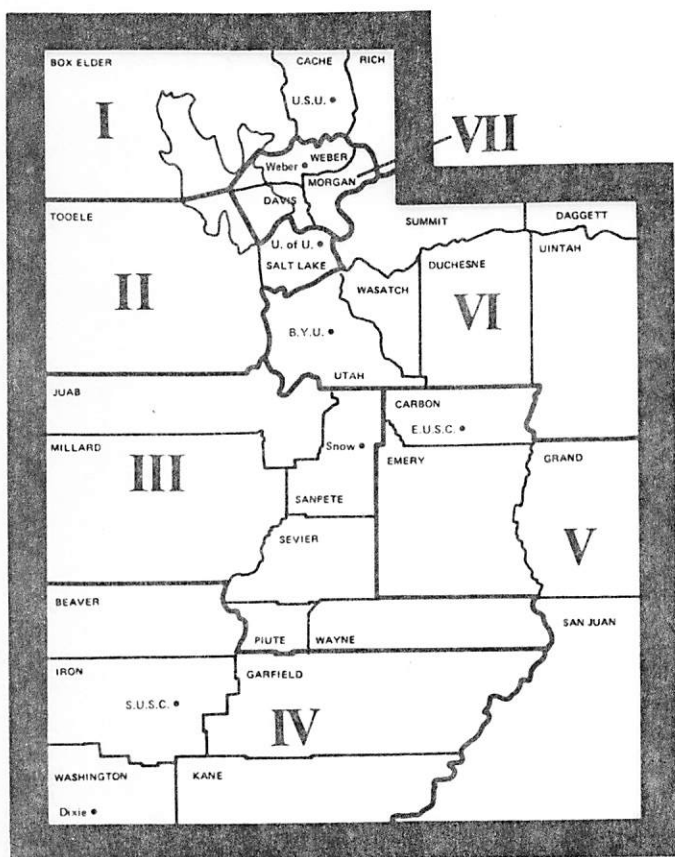 BOX ELDER
CACHE
RICH
I
U.S.U.
VII
Weber
WEBER
MORGAN
DAVIS
TOOELE
SUMMIT
DAGGETT
U. of U.
SALT LAKE
DUCHESNE
UINTAH
WASATCH
II
VI
B.Y.U.
UTAH
JUAB
CARBON
E.U.S.C.
MILLARD
Snow
EMERY
GRAND
III
SANPETE
V
SEVIER
BEAVER
SAN JUAN
PIUTE
WAYNE
IRON
GARFIELD
S.U.S.C.
IV
WASHINGTON
KANE
Dixie